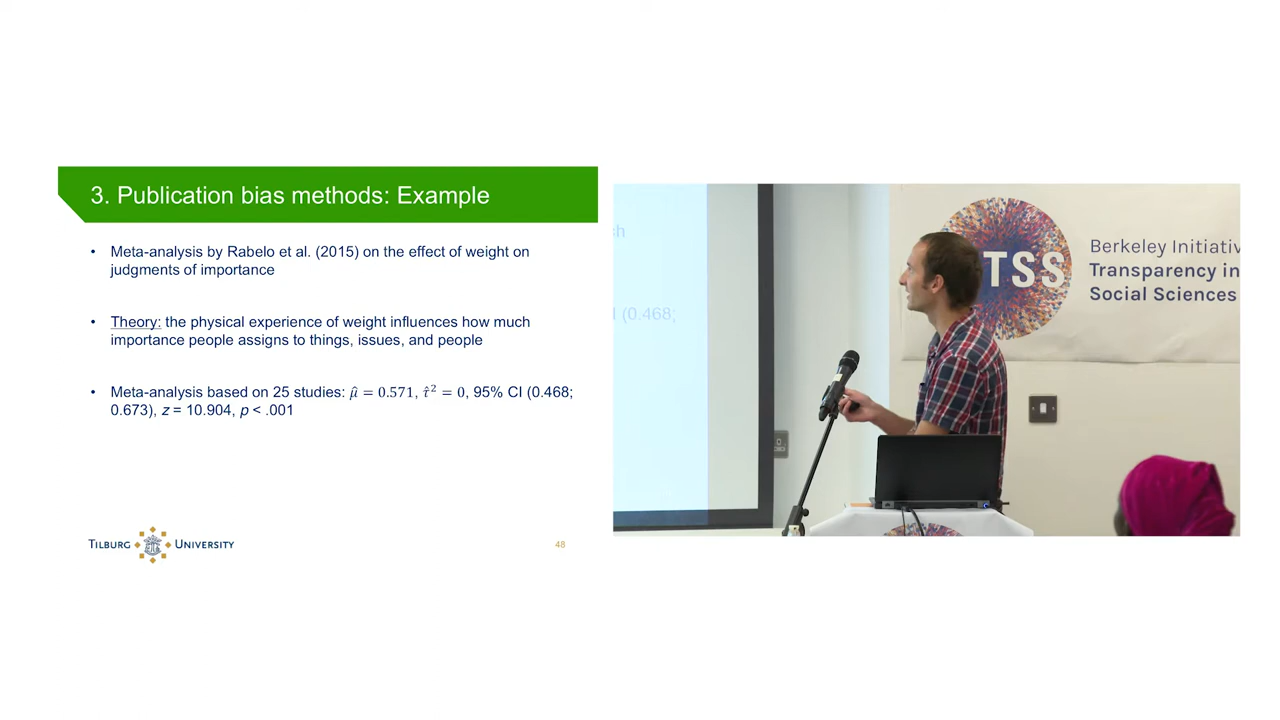 3. Publication bias methods: Example
• Meta-analysis by Rabelo et al. (2015) on the effect of weight on
judgments of importance
• Theory: the physical experience of weight influences how much
importance people assigns to things, issues, and people
• Meta-analysis based on 25 studies: μ̂ = 0.571, τ̂² = 0, 95% CI (0.468;
0.673), z = 10.904, p < .001
TILBURG UNIVERSITY
48
(0.468;
TSS
Berkeley Initiativ
Transparency in
Social Sciences